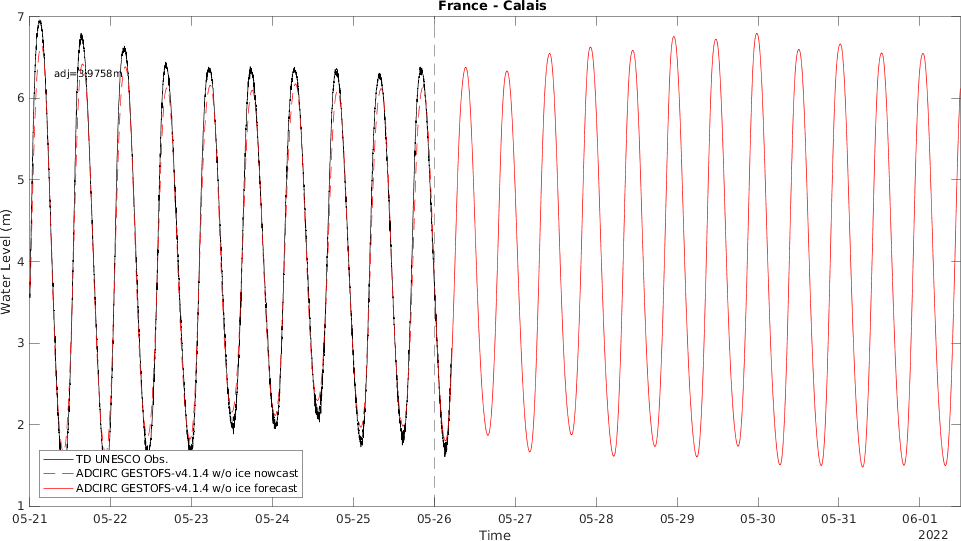 France - Calais
7
adj=3.9758m
6
5
4
3
2
1
Water Level (m)
TD UNESCO Obs.
ADCIRC GESTOFS-v4.1.4 w/o ice nowcast
ADCIRC GESTOFS-v4.1.4 w/o ice forecast
05-21 05-22 05-23 05-24 05-25 05-26 05-27 05-28 05-29 05-30 05-31 06-01
Time
2022